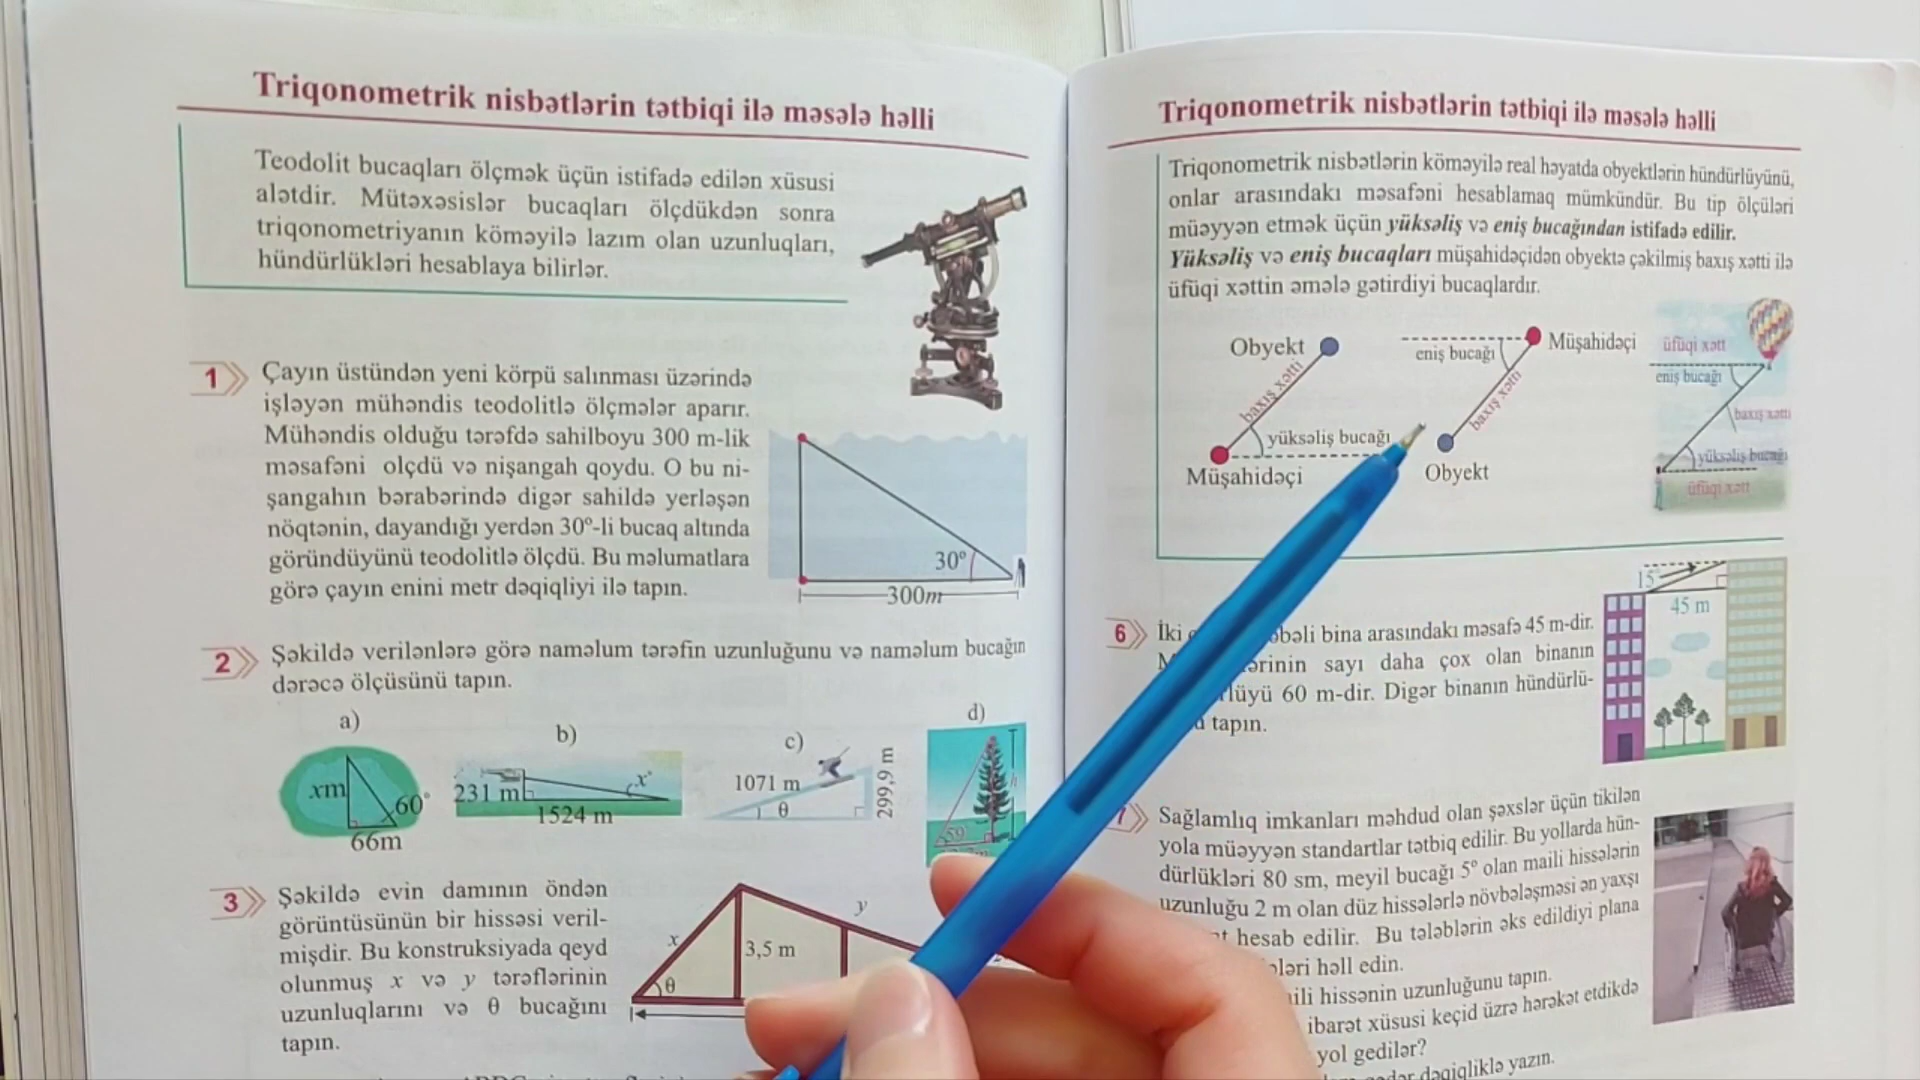 Triqonometrik nisbətlərin tətbiqi ilə məsələ həlli
Teodolit bucaqları ölçmək üçün istifadə edilən xüsusi
alətdir. Mütəxəsislər bucaqları ölçdükdən sonra
triqonometriyanın köməyilə lazım olan uzunluqları,
hündürlükləri hesablaya bilirlər.
1
Çayın üstündən yeni körpü salınması üzərində
işləyən mühəndis teodolitlə ölçmələr aparır.
Mühəndis olduğu tərəfdə sahilboyu 300 m-lik
məsafəni olçdü və nişangah qoydu. O bu ni-
şangahın bərabərində digər sahildə yerləşən
nöqtənin, dayandığı yerdən 30º-li bucaq altında
göründüyünü teodolitlə ölçdü. Bu məlumatlara
görə çayın enini metr dəqiqliyi ilə tapın.
30º
300m
2
Şəkildə verilənlərə görə naməlum tərəfin uzunluğunu və naməlum bucağın
dərəcə ölçüsünü tapın.
a)
xm
60°
66m
b)
231 m
x°
1524 m
c)
1071 m
θ
299,9 m
d)
h
59
3
Şəkildə evin damının öndən
görüntüsünün bir hissəsi veril-
mişdir. Bu konstruksiyada qeyd
olunmuş x və y tərəflərinin
uzunluqlarını və θ bucağını
tapın.
x
y
3,5 m
θ
Triqonometrik nisbətlərin tətbiqi ilə məsələ həlli
Triqonometrik nisbətlərin köməyilə real həyatda obyektlərin hündürlüyünü,
onlar arasındakı məsafəni hesablamaq mümkündür. Bu tip ölçüləri
müəyyən etmək üçün yüksəliş və eniş bucağından istifadə edilir.
Yüksəliş və eniş bucaqları müşahidəçidən obyektə çəkilmiş baxış xətti ilə
üfüqi xəttin əmələ gətirdiyi bucaqlardır.
Obyekt
baxış xətti
yüksəliş bucağı
Müşahidəçi
eniş bucağı
Müşahidəçi
baxış xətti
Obyekt
üfüqi xətt
eniş bucağı
baxış xətti
yüksəliş bucağı
üfüqi xətt
6
İki bina arasındakı məsafə 45 m-dir.
sayı daha çox olan binanın
60 m-dir. Digər binanın hündürlü-
tapın.
15°
45 m
7
Sağlamlıq imkanları məhdud olan şəxslər üçün tikilən
yola müəyyən standartlar tətbiq edilir. Bu yollarda hün-
dürlükləri 80 sm, meyil bucağı 5º olan maili hissələrin
uzunluğu 2 m olan düz hissələrlə növbələşməsi ən yaxşı
hesab edilir. Bu tələblərin əks edildiyi plana
həll edin.
hissənin uzunluğunu tapın.
ibarət xüsusi keçid üzrə hərəkət etdikdə
yol gedilər?
dəqiqliklə yazın.